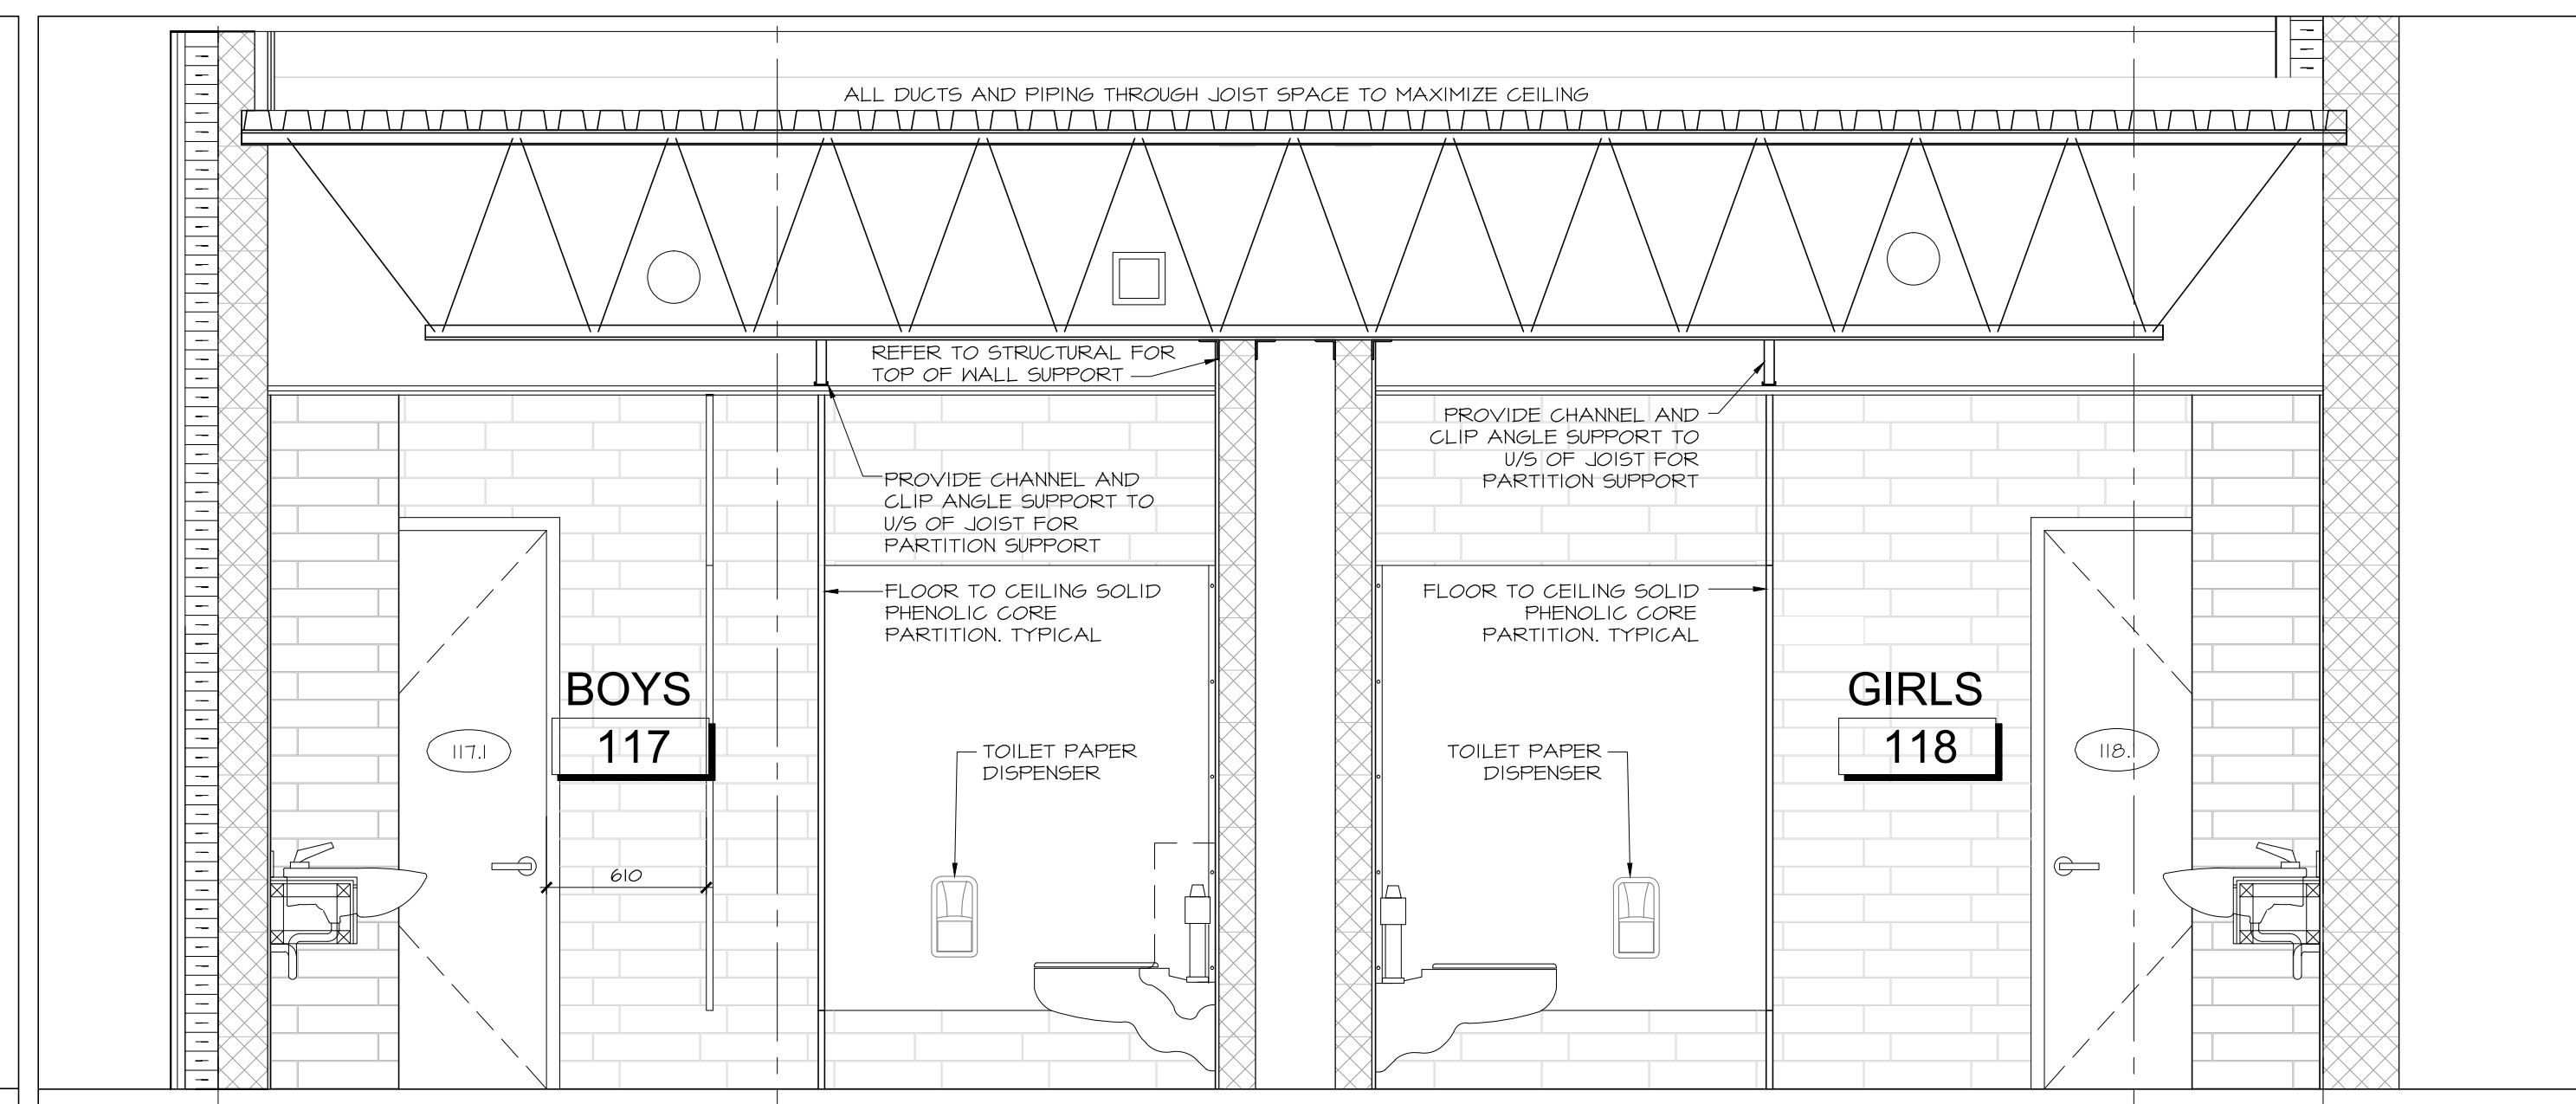 ALL DUCTS AND PIPING THROUGH JOIST SPACE TO MAXIMIZE CEILING
REFER TO STRUCTURAL FOR
TOP OF WALL SUPPORT
PROVIDE CHANNEL AND
CLIP ANGLE SUPPORT TO
U/S OF JOIST FOR
PARTITION SUPPORT
PROVIDE CHANNEL AND
CLIP ANGLE SUPPORT TO
U/S OF JOIST FOR
PARTITION SUPPORT
FLOOR TO CEILING SOLID
PHENOLIC CORE
PARTITION. TYPICAL
FLOOR TO CEILING SOLID
PHENOLIC CORE
PARTITION. TYPICAL
BOYS
117
117.1
GIRLS
118
118.
TOILET PAPER
DISPENSER
TOILET PAPER
DISPENSER
610